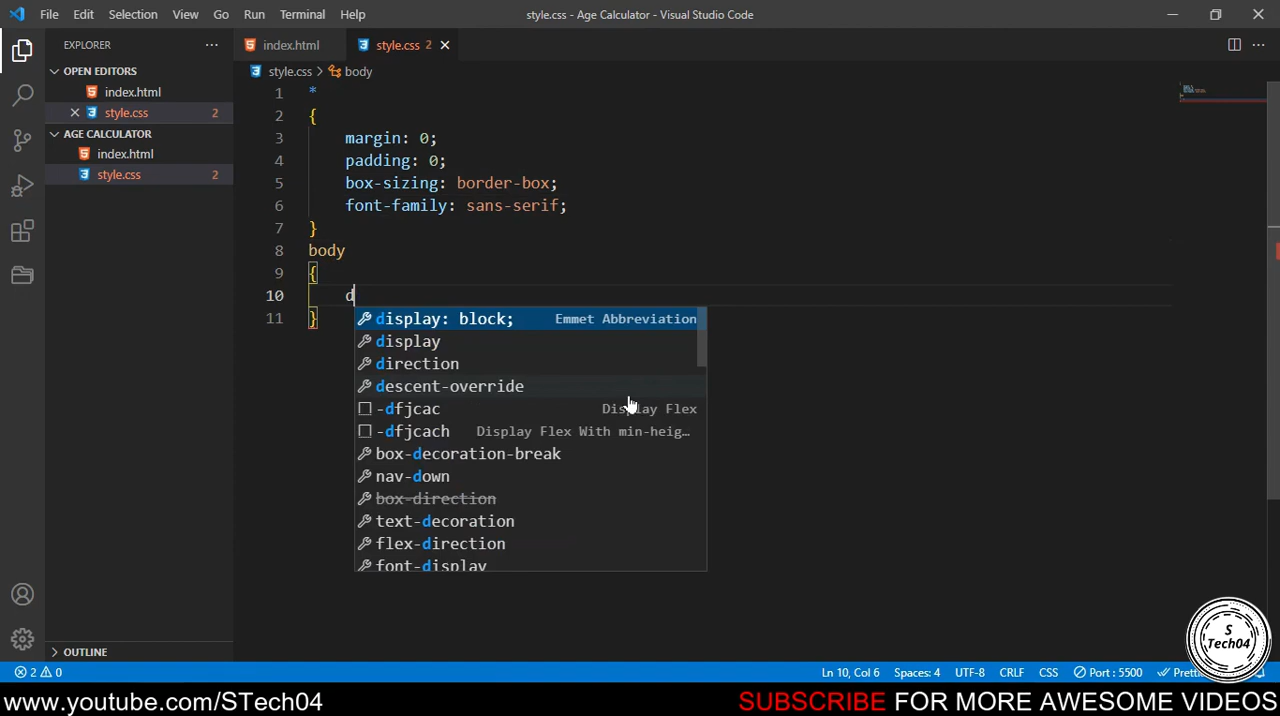 File Edit Selection View Go Run Terminal Help
style.css - Age Calculator - Visual Studio Code
EXPLORER
index.html
style.css 2
OPEN EDITORS
style.css > body
index.html
style.css 2
AGE CALCULATOR
index.html
style.css 2
OUTLINE
1 *
2 {
3 margin: 0;
4 padding: 0;
5 box-sizing: border-box;
6 font-family: sans-serif;
7 }
8 body
9 {
10 d
11 }
display: block; Emmet Abbreviation
display
direction
descent-override
-dfjcac Display Flex
-dfjcach Display Flex With min-heig…
box-decoration-break
nav-down
box-direction
text-decoration
flex-direction
font-display
S
Tech04
2 0 Ln 10, Col 6 Spaces: 4 UTF-8 CRLF CSS Port : 5500
www.youtube.com/STech04 SUBSCRIBE FOR MORE AWESOME VIDEOS